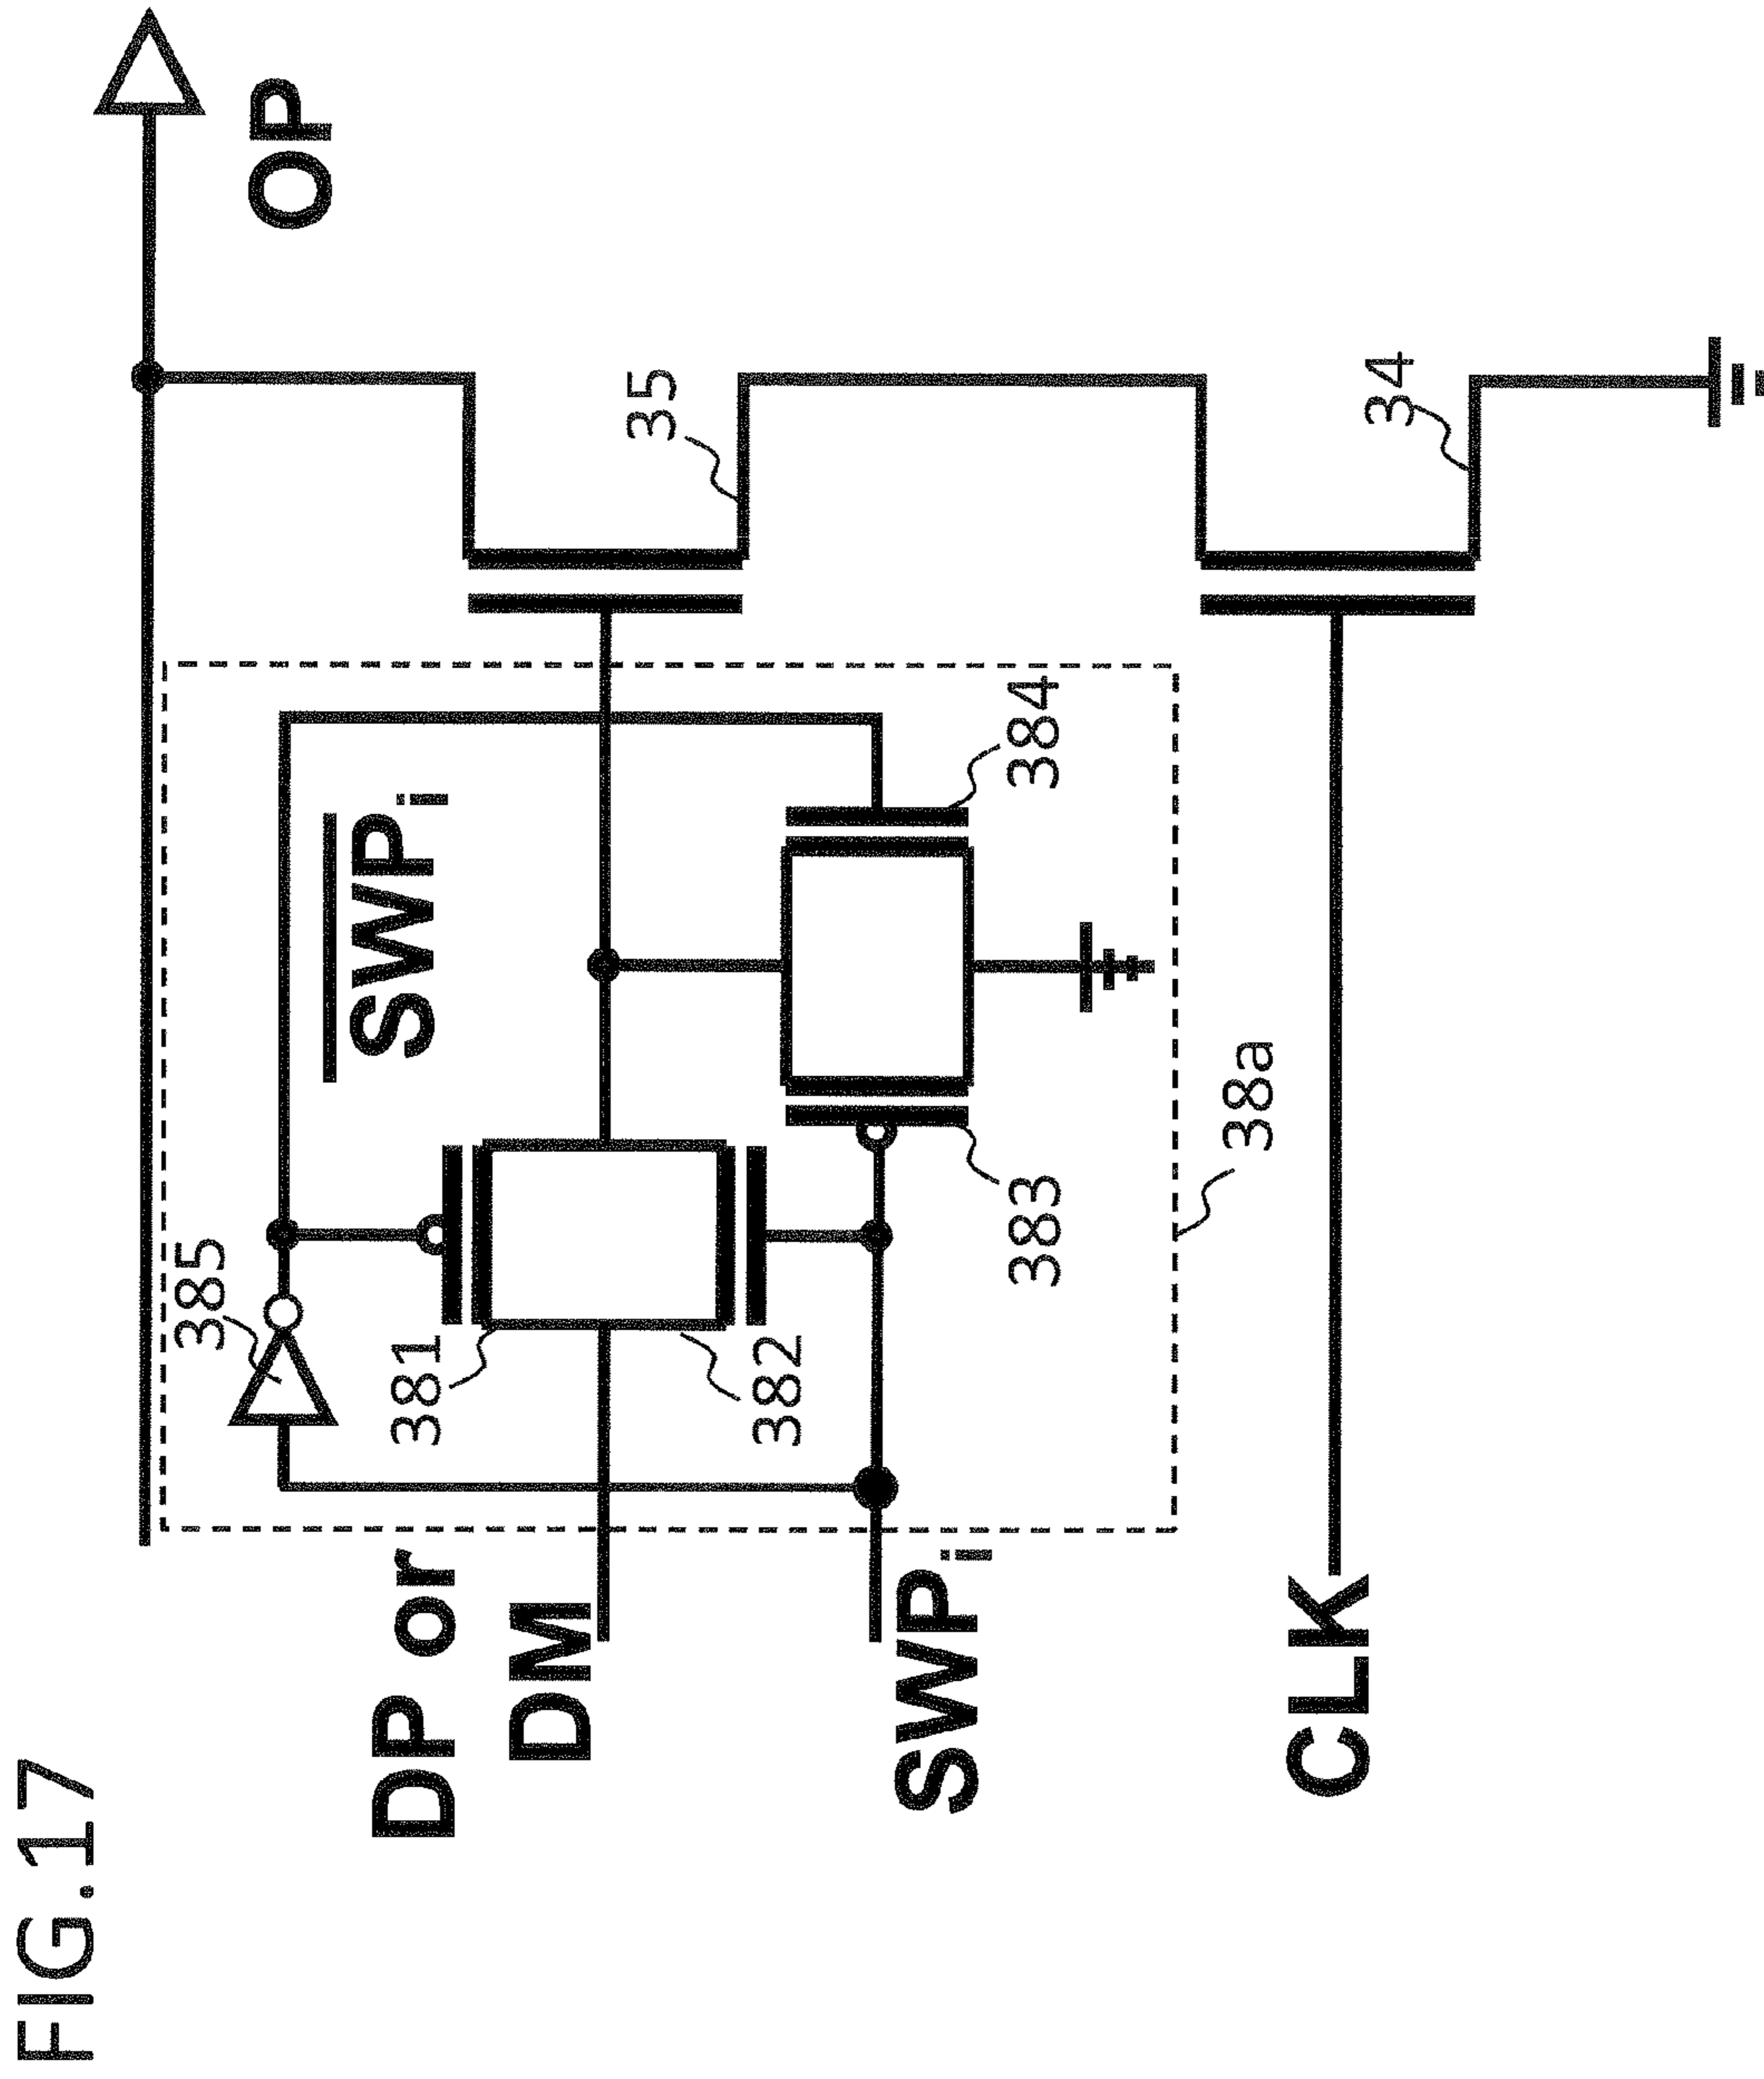 FIG.17
OP
385
SWPi
DP or
DM
381
35
382
384
SWPi
383
38a
34
CLK